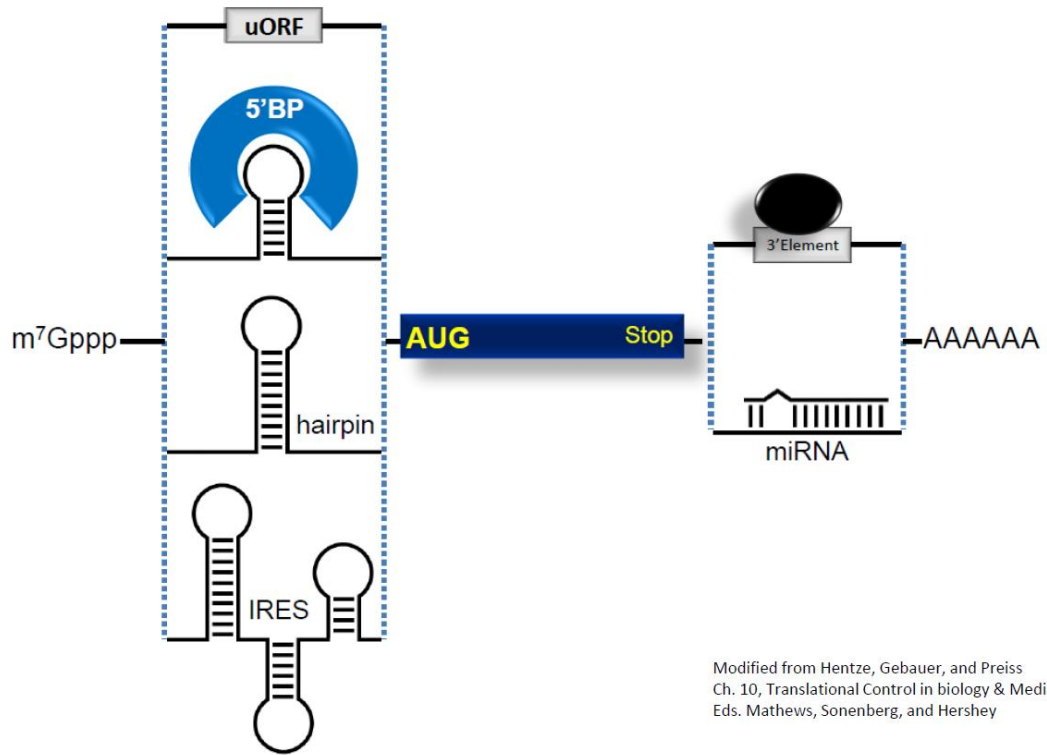 uORF
5'BP
3'Element
m⁷Gppp
AUG
Stop
AAAAAA
hairpin
miRNA
IRES
Modified from Hentze, Gebauer, and Preiss
Ch. 10, Translational Control in biology & Medi
Eds. Mathews, Sonenberg, and Hershey